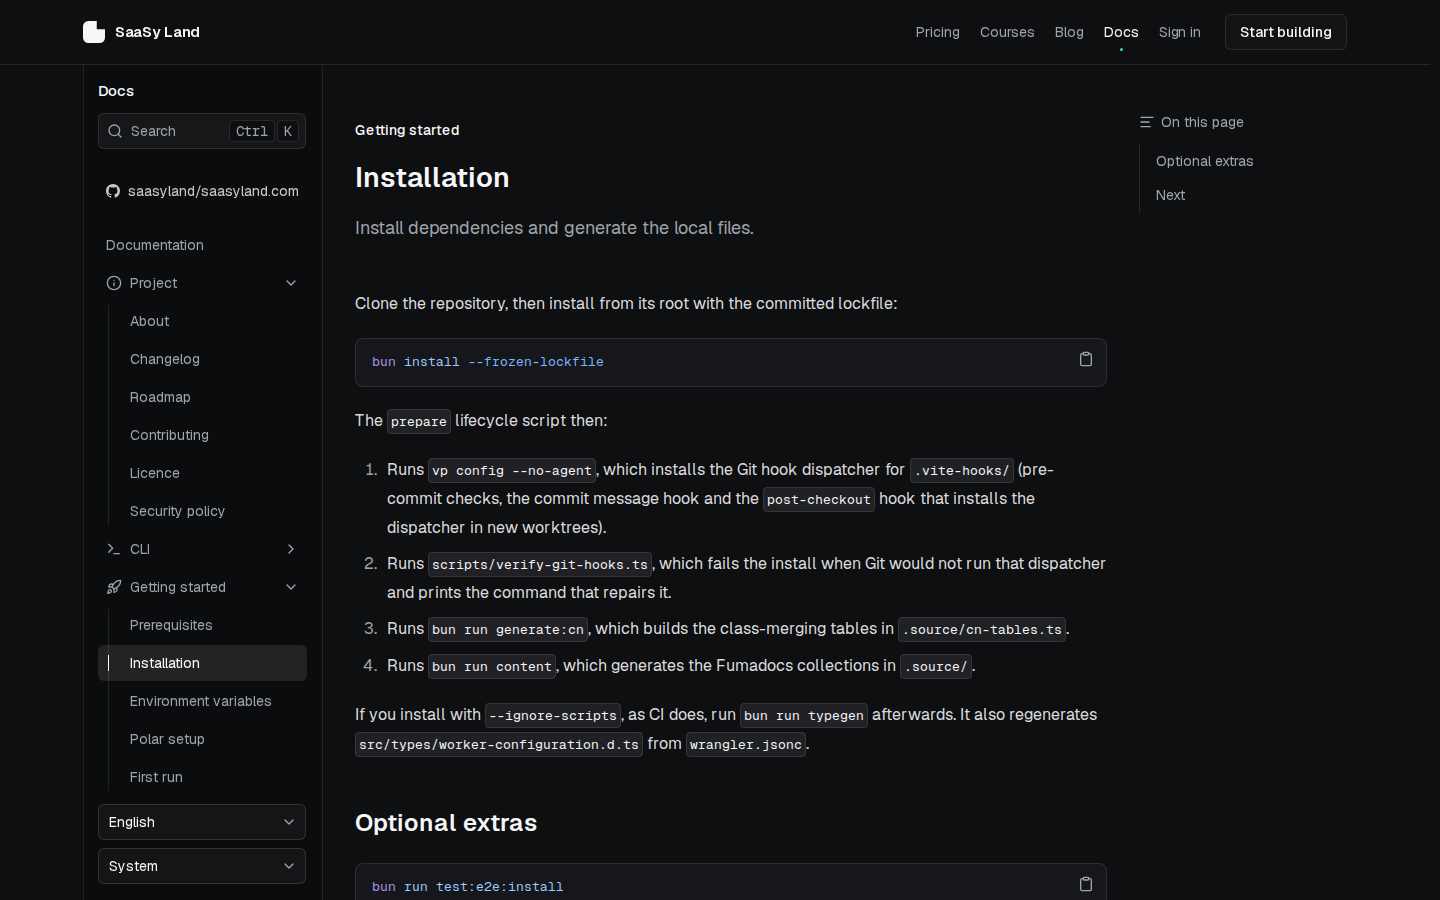 SaaSy Land
Pricing
Courses
Blog
Docs
Sign in
Start building
Docs
Search
Ctrl
K
saasyland/saasyland.com
Documentation
Project
About
Changelog
Roadmap
Contributing
Licence
Security policy
CLI
Getting started
Prerequisites
Installation
Environment variables
Polar setup
First run
English
System
Getting started
Installation
Install dependencies and generate the local files.
Clone the repository, then install from its root with the committed lockfile:
bun install --frozen-lockfile
The prepare lifecycle script then:
1. Runs vp config --no-agent, which installs the Git hook dispatcher for .vite-hooks/ (pre-
commit checks, the commit message hook and the post-checkout hook that installs the
dispatcher in new worktrees).
2. Runs scripts/verify-git-hooks.ts, which fails the install when Git would not run that dispatcher
and prints the command that repairs it.
3. Runs bun run generate:cn, which builds the class-merging tables in .source/cn-tables.ts.
4. Runs bun run content, which generates the Fumadocs collections in .source/.
If you install with --ignore-scripts, as CI does, run bun run typegen afterwards. It also regenerates
src/types/worker-configuration.d.ts from wrangler.jsonc.
Optional extras
bun run test:e2e:install
On this page
Optional extras
Next